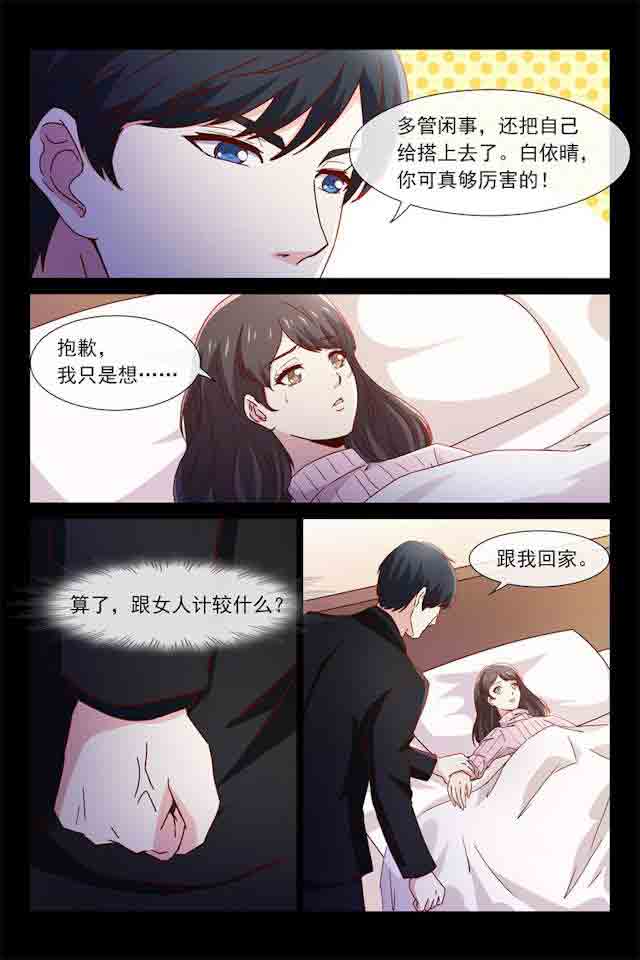 多管闲事，还把自己
给搭上去了。白依晴，
你可真够厉害的！
抱歉，
我只是想……
算了，跟女人计较什么？
跟我回家。